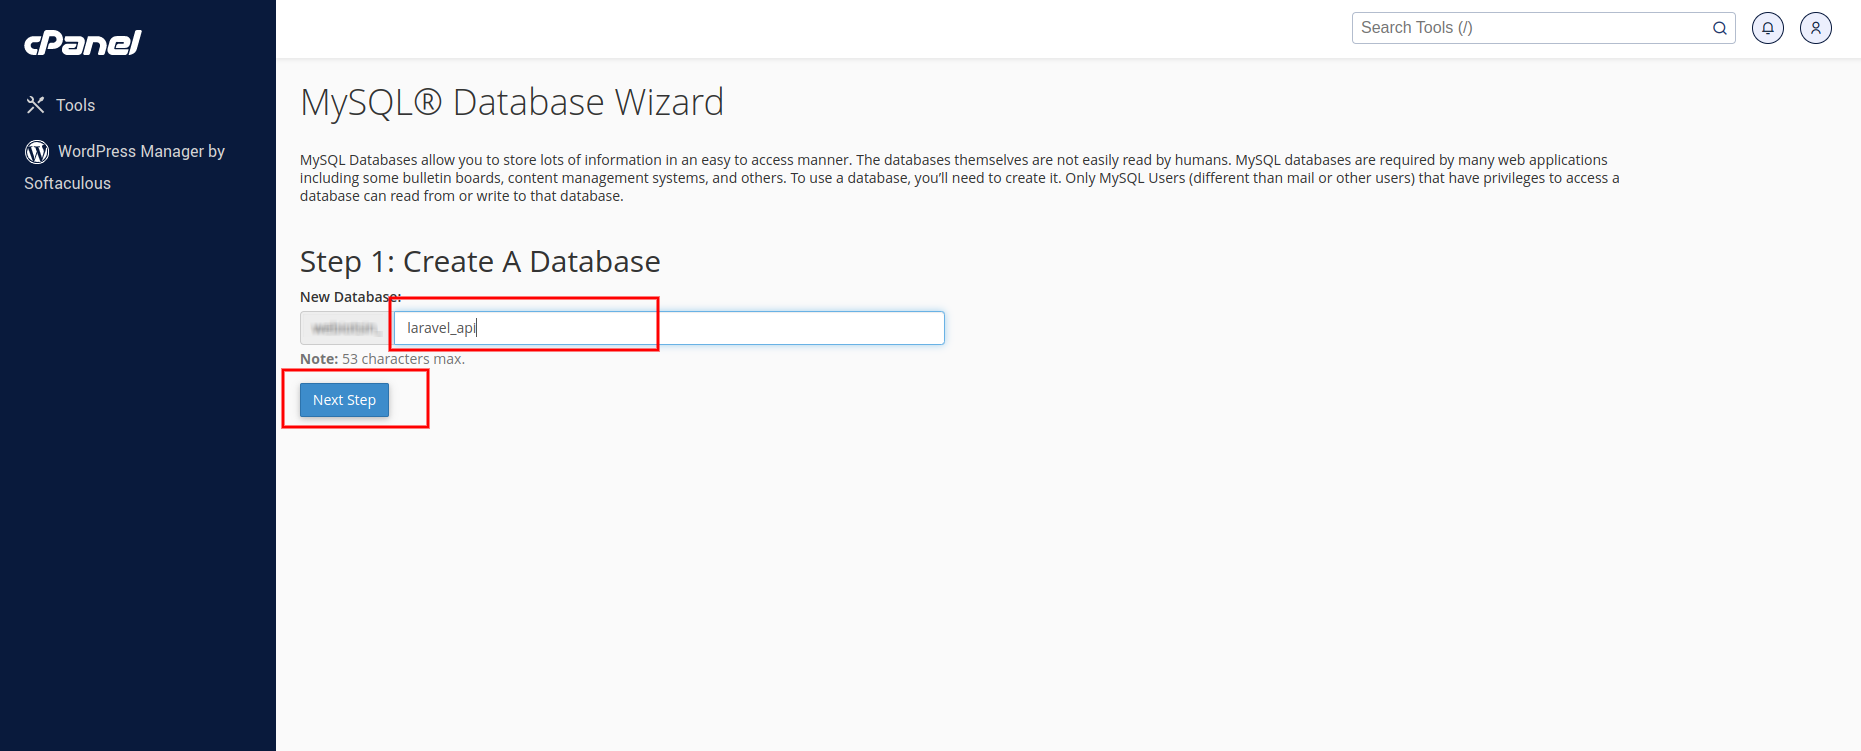 cPanel
Search Tools (/)
Tools
WordPress Manager by
Softaculous
MySQL® Database Wizard
MySQL Databases allow you to store lots of information in an easy to access manner. The databases themselves are not easily read by humans. MySQL databases are required by many web applications
including some bulletin boards, content management systems, and others. To use a database, you’ll need to create it. Only MySQL Users (different than mail or other users) that have privileges to access a
database can read from or write to that database.
Step 1: Create A Database
New Database:
laravel_api
Note: 53 characters max.
Next Step